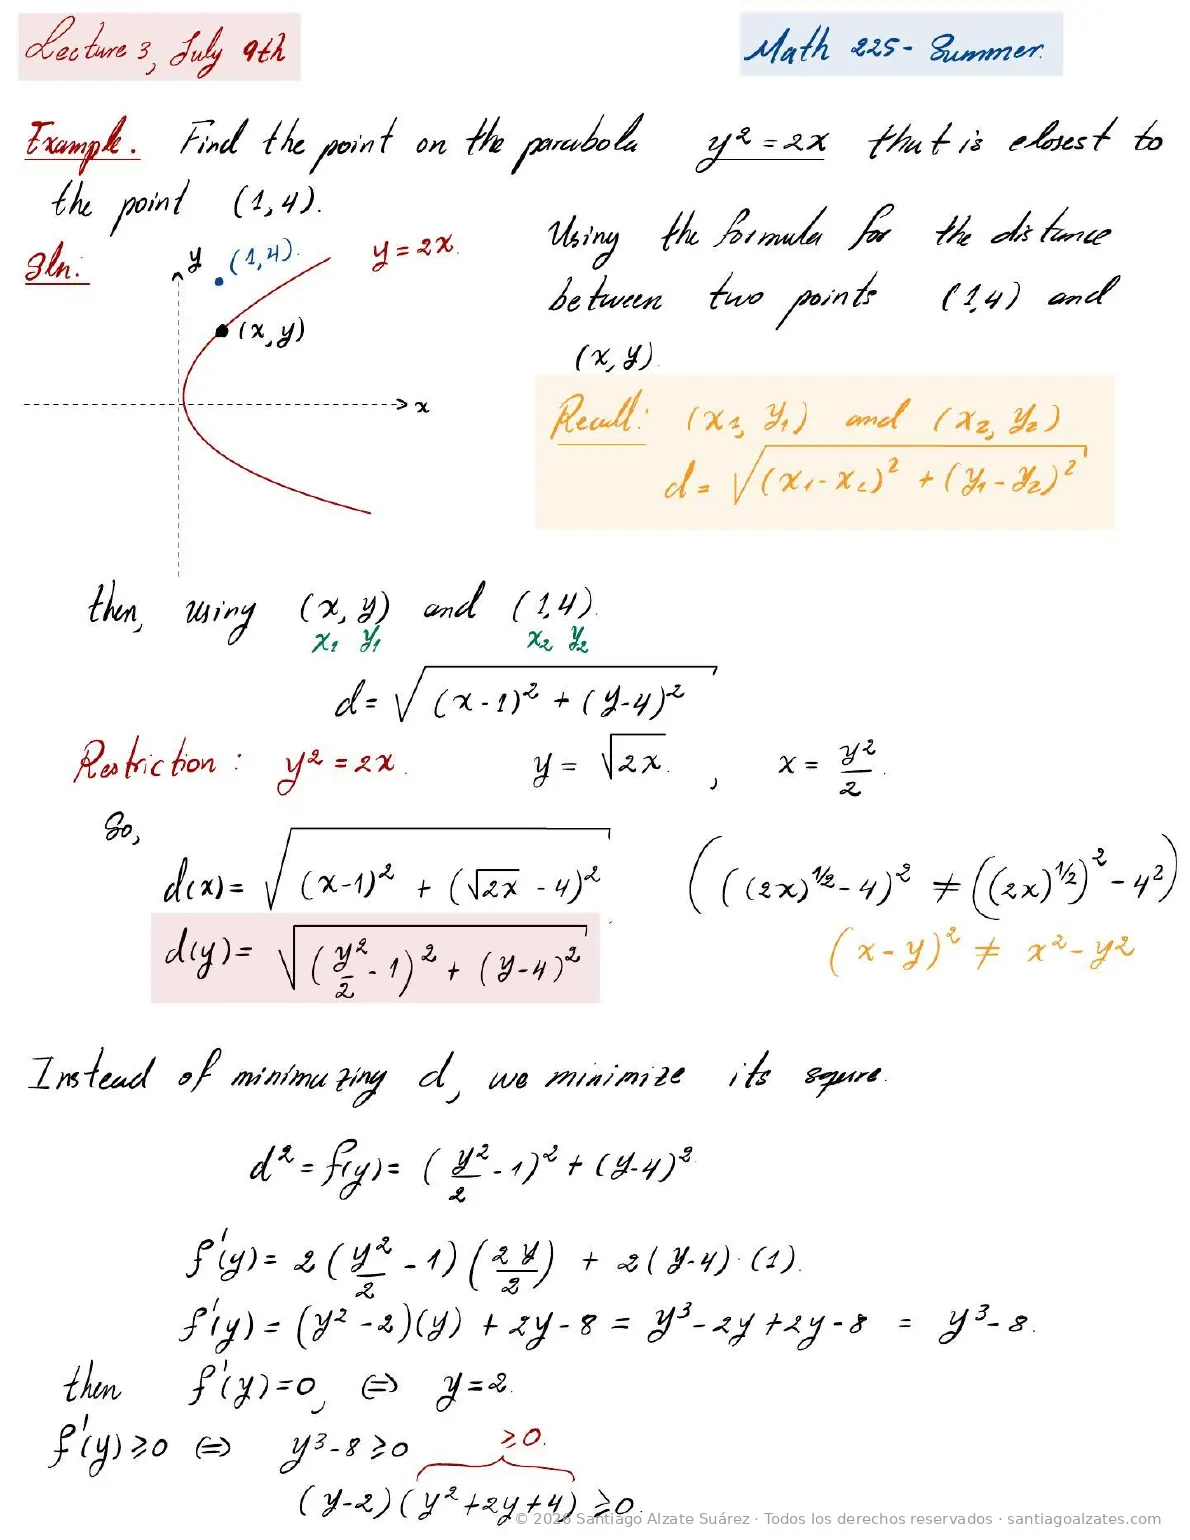 Lecture 3, July 9th
Math 225 - Summer.
Example. Find the point on the parabola y² = 2x that is closest to
the point (1,4).
Sln:
y
(1,4).
y = 2x.
(x, y)
x
Using the formula for the distance
between two points (1,4) and
(x, y).
Recall: (x₁, y₁) and (x₂, y₂)
d = √((x₁ - x₂)² + (y₁ - y₂)²)
then, using (x, y) and (1,4).
x₁ y₁ x₂ y₂
d = √((x-1)² + (y-4)²)
Restriction: y² = 2x. y = √2x. , x = y²/2.
So,
d(x) = √((x-1)² + (√2x - 4)²)
(((2x)^1/2 - 4)² ≠ ((2x)^1/2)² - 4²)
d(y) = √((y²/2 - 1)² + (y-4)²)
(x - y)² ≠ x² - y2
Instead of minimazing d, we minimize its squre.
d² = f(y) = (y²/2 - 1)² + (y-4)².
f'(y) = 2(y²/2 - 1)(2y/2) + 2(y-4)·(1).
f'(y) = (y² - 2)(y) + 2y - 8 = y³ - 2y + 2y - 8 = y³ - 8.
then f'(y) = 0, ⇔ y = 2.
f'(y) ≥ 0 ⇔ y³ - 8 ≥ 0
≥ 0.
(y-2)(y² + 2y + 4) ≥ 0.
© 2026 Santiago Alzate Suárez · Todos los derechos reservados · santiagoalzates.com